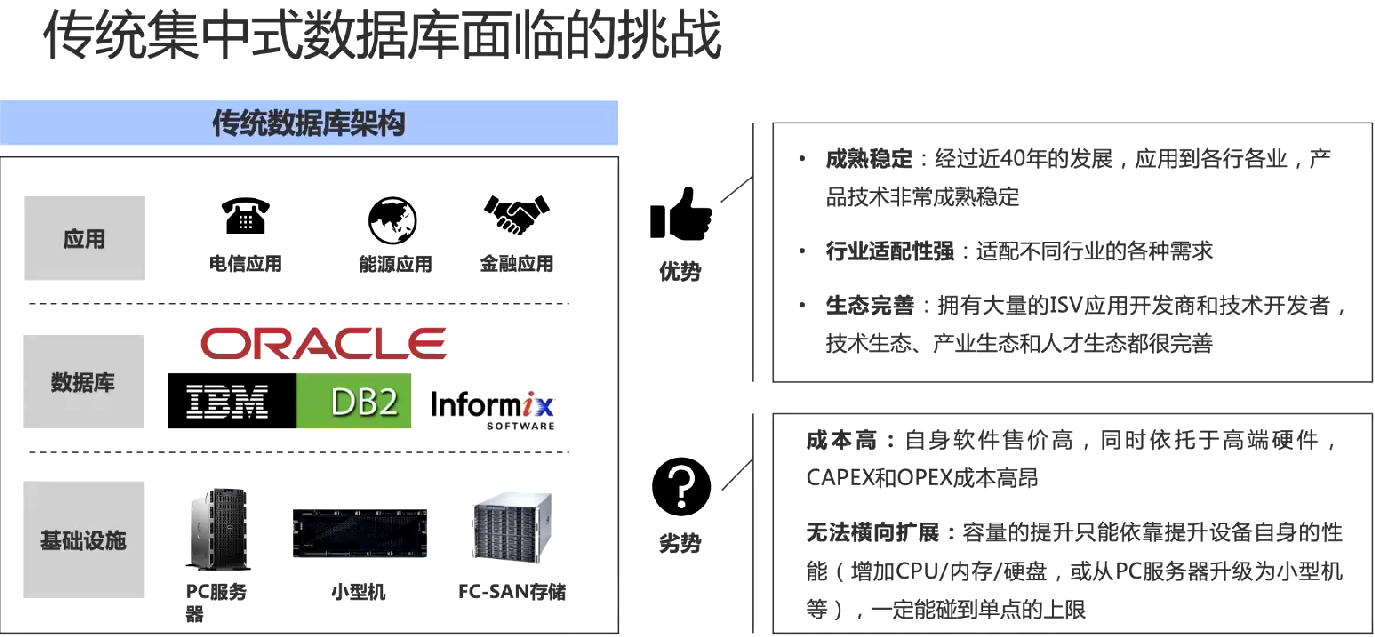 传统集中式数据库面临的挑战
传统数据库架构
应用
电信应用
能源应用
金融应用
数据库
ORACLE
IBM
DB2
Informix
SOFTWARE
基础设施
PC服务
器
小型机
FC-SAN存储
优势
• 成熟稳定：经过近40年的发展，应用到各行各业，产
品技术非常成熟稳定
• 行业适配性强：适配不同行业的各种需求
• 生态完善：拥有大量的ISV应用开发商和技术开发者，
技术生态、产业生态和人才生态都很完善
劣势
成本高：自身软件售价高，同时依托于高端硬件，
CAPEX和OPEX成本高昂
无法横向扩展：容量的提升只能依靠提升设备自身的性
能（增加CPU/内存/硬盘，或从PC服务器升级为小型机
等），一定能碰到单点的上限